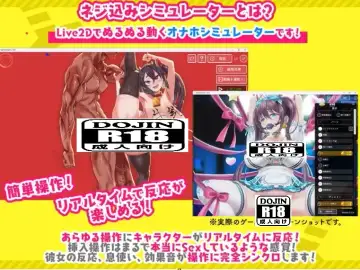 ネジ込みシミュレーターとは?
Live2Dでぬるぬる動くオナホシミュレーターです!
DOJIN
R18
成人向け
DOJIN
R18
成人向け
簡単操作!
リアルタイムで反応が
楽しめる!
※実際のゲー
ーンショットです。
あらゆる操作にキャラクターがリアルタイムに反応!
挿入操作はまるで本当にSexしているような感覚!
彼女の反応、息使い、効果音が操作に完全シンクロします!